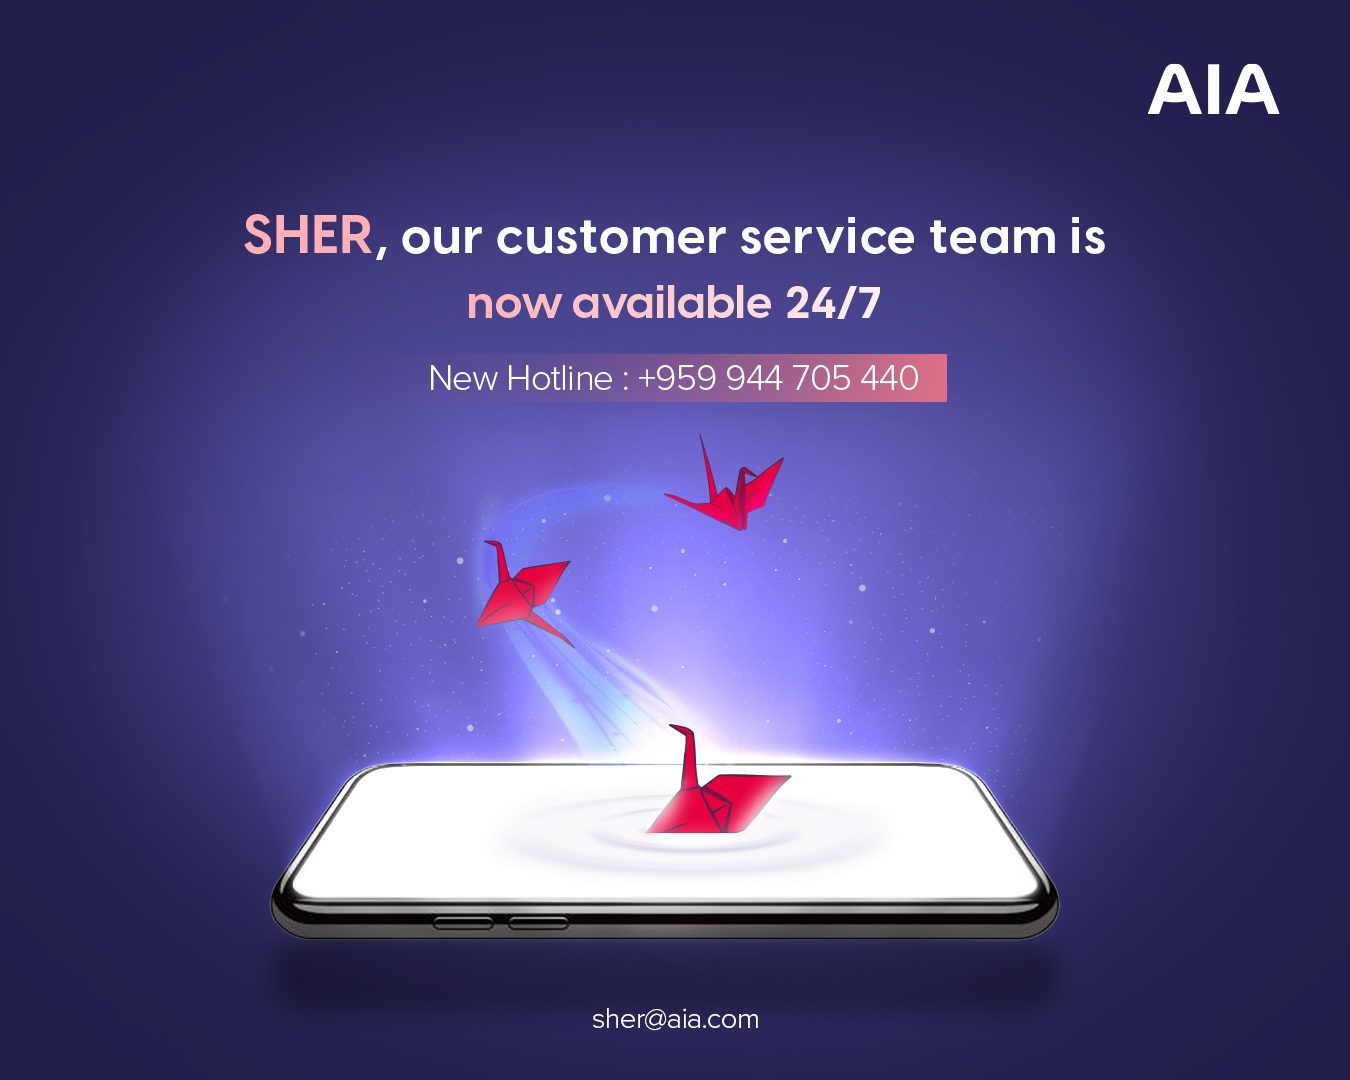 AIA
SHER, our customer service team is
now available 24/7
New Hotline : +959 944 705 440
sher@aia.com